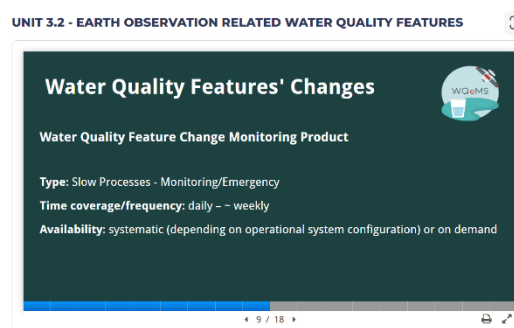 UNIT 3.2 - EARTH OBSERVATION RELATED WATER QUALITY FEATURES
Water Quality Features' Changes
WQeMS
Water Quality Feature Change Monitoring Product
Type: Slow Processes - Monitoring/Emergency
Time coverage/frequency: daily – ~ weekly
Availability: systematic (depending on operational system configuration) or on demand
9 / 18